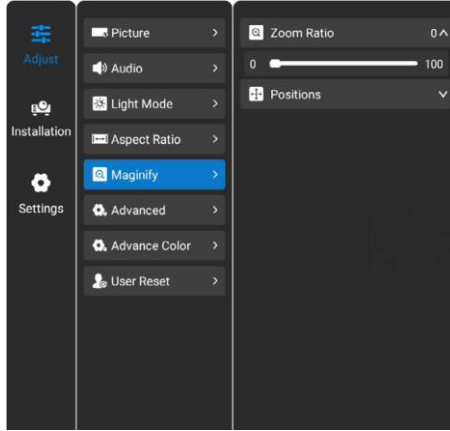 Adjust
Installation
Settings
Picture
Audio
Light Mode
Aspect Ratio
Maginify
Advanced
Advance Color
User Reset
Zoom Ratio 0
0 100
Positions